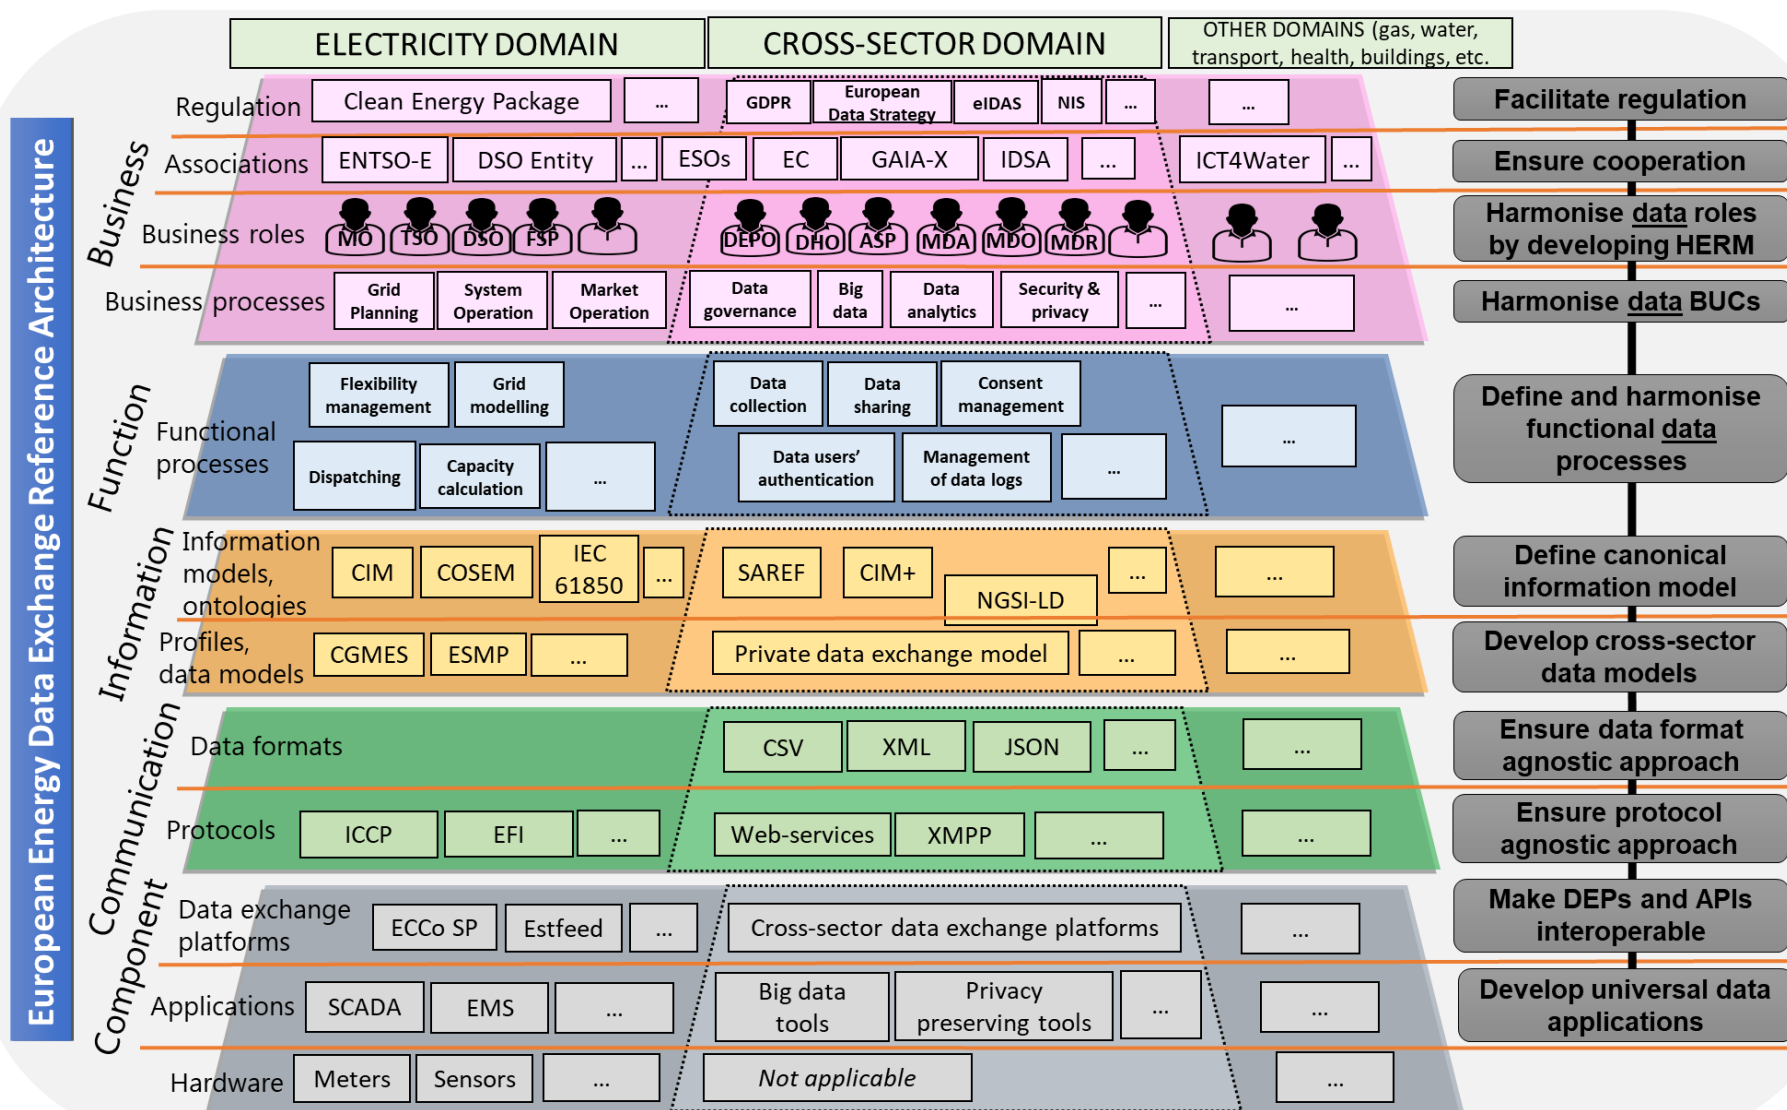 ELECTRICITY DOMAIN
CROSS-SECTOR DOMAIN
OTHER DOMAINS (gas, water,
transport, health, buildings, etc.
European Energy Data Exchange Reference Architecture
Business
Regulation
Clean Energy Package
...
GDPR
European
Data Strategy
eIDAS
NIS
...
...
Facilitate regulation
Associations
ENTSO-E
DSO Entity
...
ESOs
EC
GAIA-X
IDSA
...
ICT4Water
...
Ensure cooperation
Business roles
MO
TSO
DSO
FSP
DEPO
DHO
ASP
MDA
MDO
MDR
Harmonise data roles
by developing HERM
Business processes
Grid
Planning
System
Operation
Market
Operation
Data
governance
Big
data
Data
analytics
Security &
privacy
...
...
Harmonise data BUCs
Function
Functional
processes
Flexibility
management
Grid
modelling
Dispatching
Capacity
calculation
...
Data
collection
Data
sharing
Consent
management
Data users'
authentication
Management
of data logs
...
...
Define and harmonise
functional data
processes
Information
Information
models,
ontologies
CIM
COSEM
IEC
61850
...
SAREF
CIM+
NGSI-LD
...
...
Define canonical
information model
Profiles,
data models
CGMES
ESMP
...
Private data exchange model
...
...
Develop cross-sector
data models
Communication
Data formats
CSV
XML
JSON
...
...
Ensure data format
agnostic approach
Protocols
ICCP
EFI
...
Web-services
XMPP
...
...
Ensure protocol
agnostic approach
Component
Data exchange
platforms
ECCo SP
Estfeed
...
Cross-sector data exchange platforms
...
Make DEPs and APIs
interoperable
Applications
SCADA
EMS
...
Big data
tools
Privacy
preserving tools
...
...
Develop universal data
applications
Hardware
Meters
Sensors
...
Not applicable
...